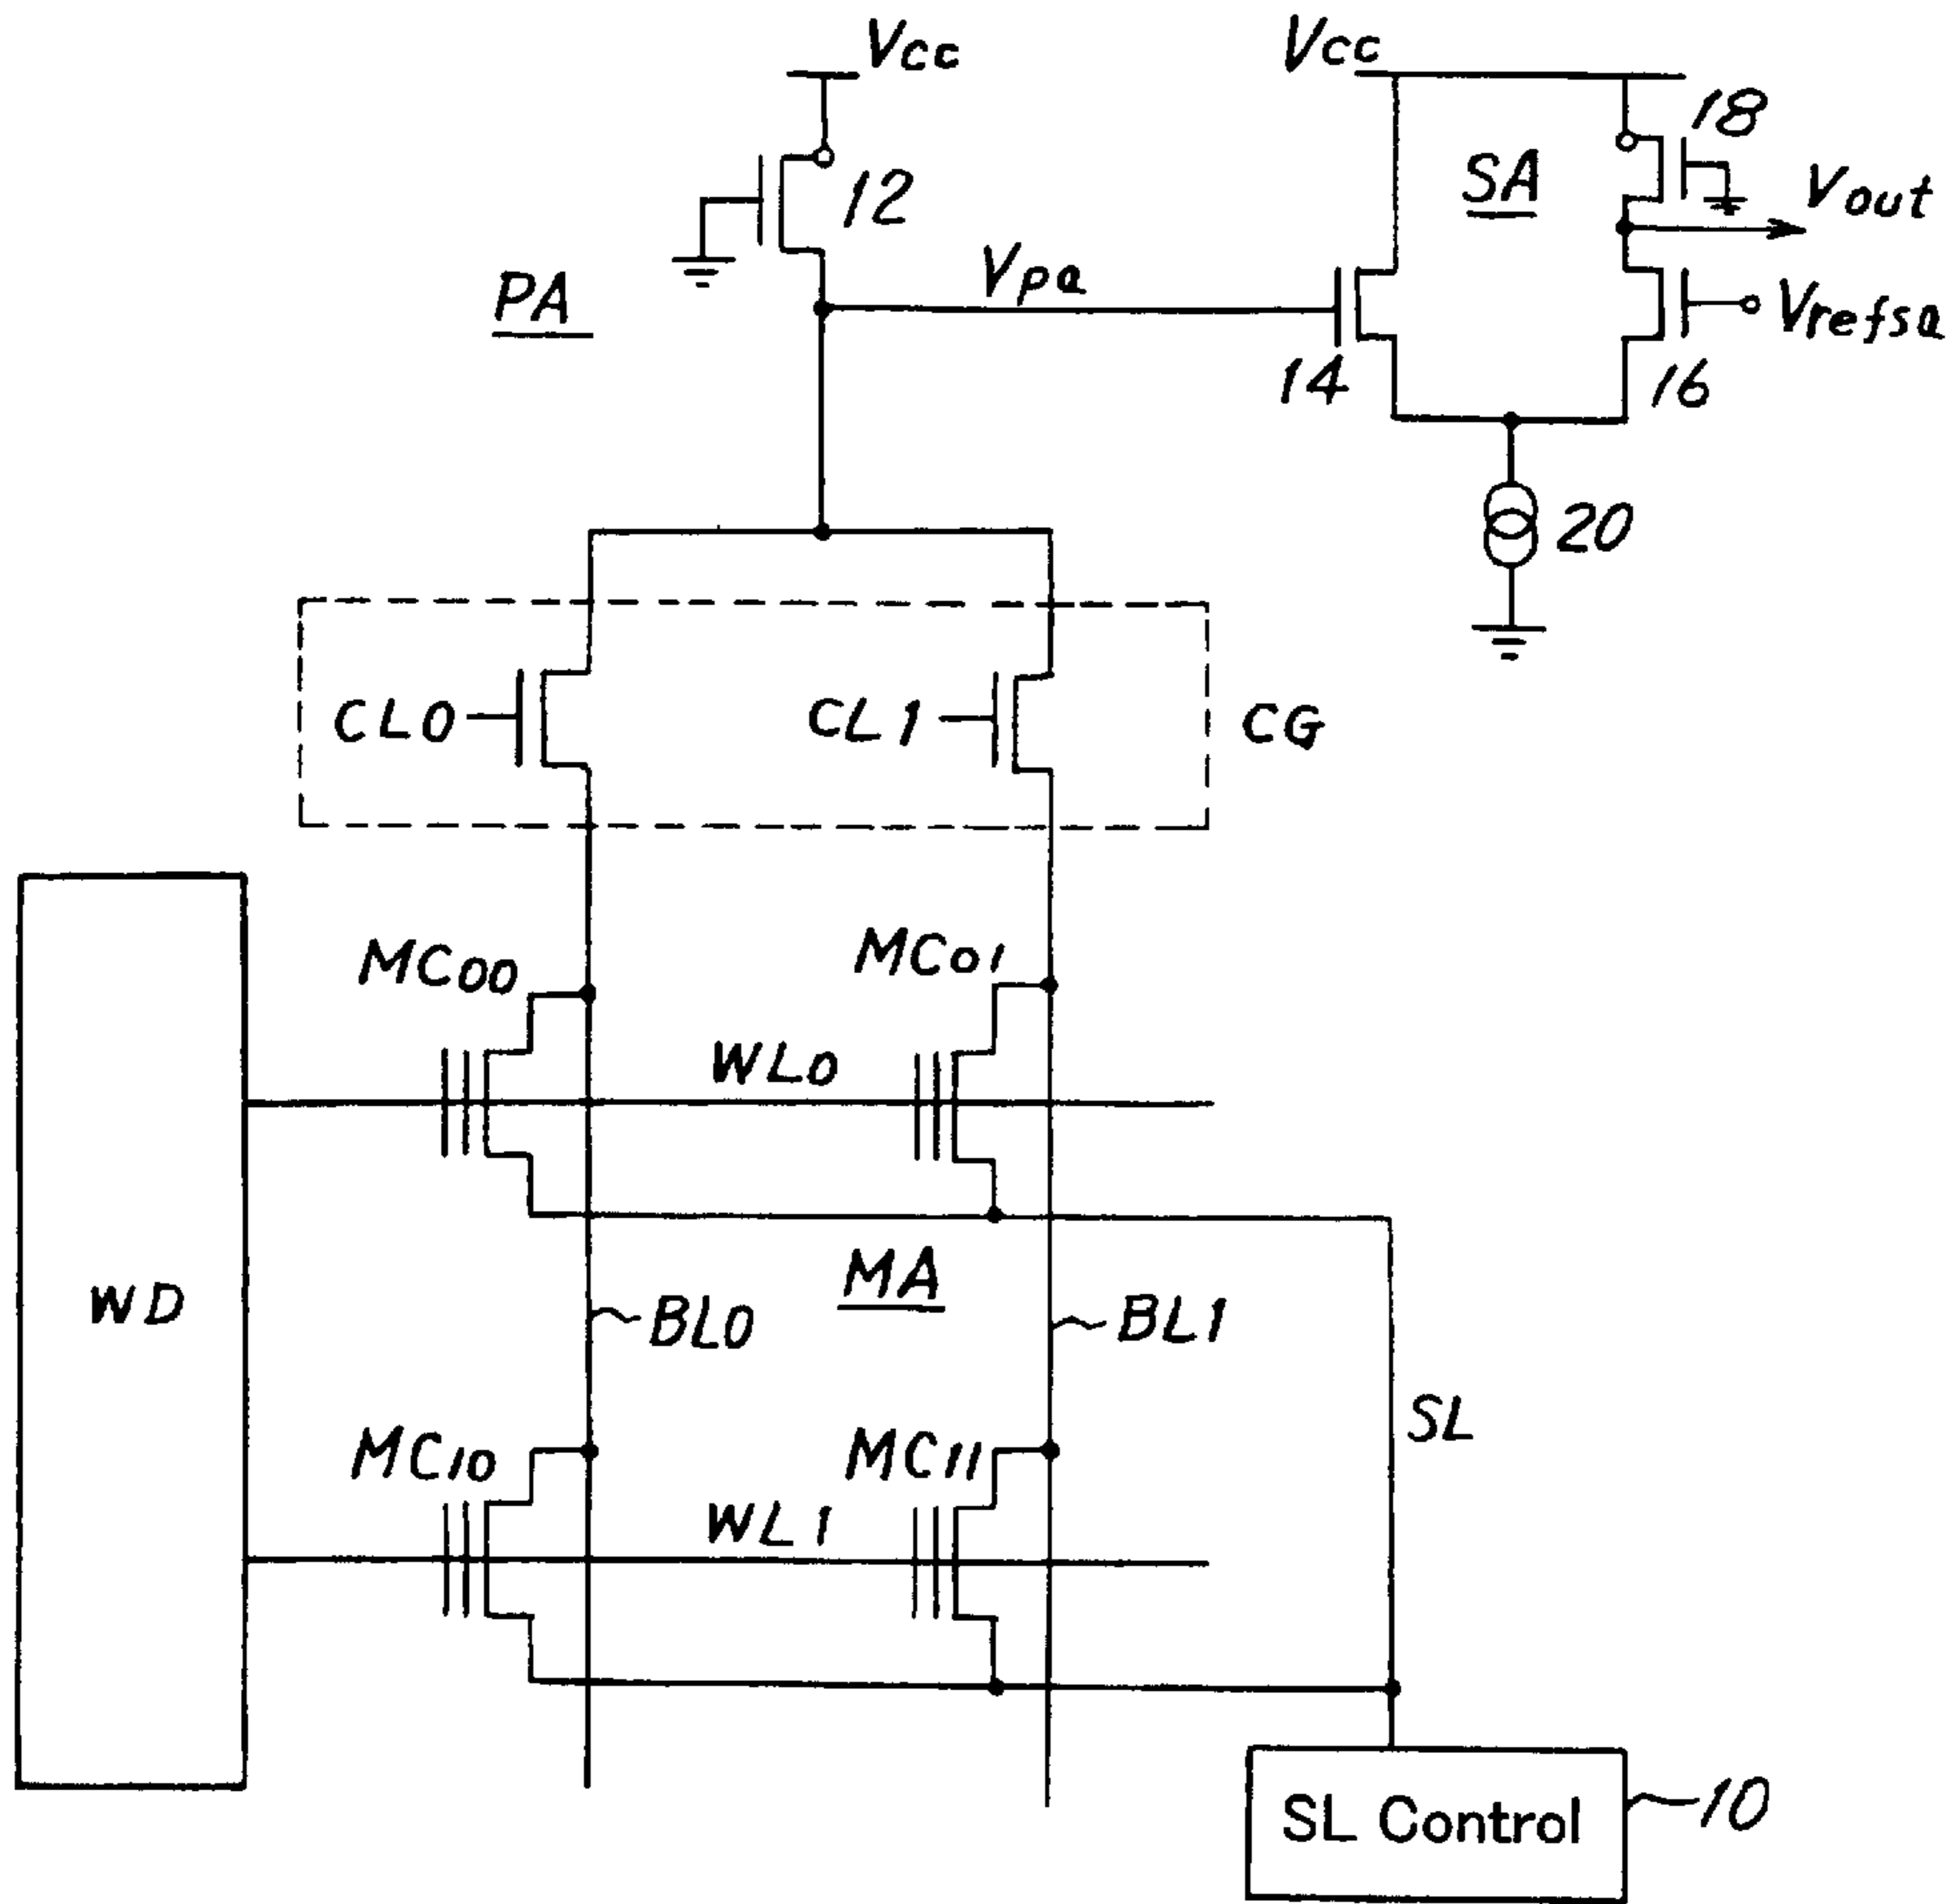 Vcc
Vcc
18
SA
12
Vout
PA
Vpa
Vrefsa
14
16
20
CL0
CL1
CG
MC00
MC01
WL0
MA
WD
BL0
BL1
SL
MC10
MC11
WL1
SL Control
10